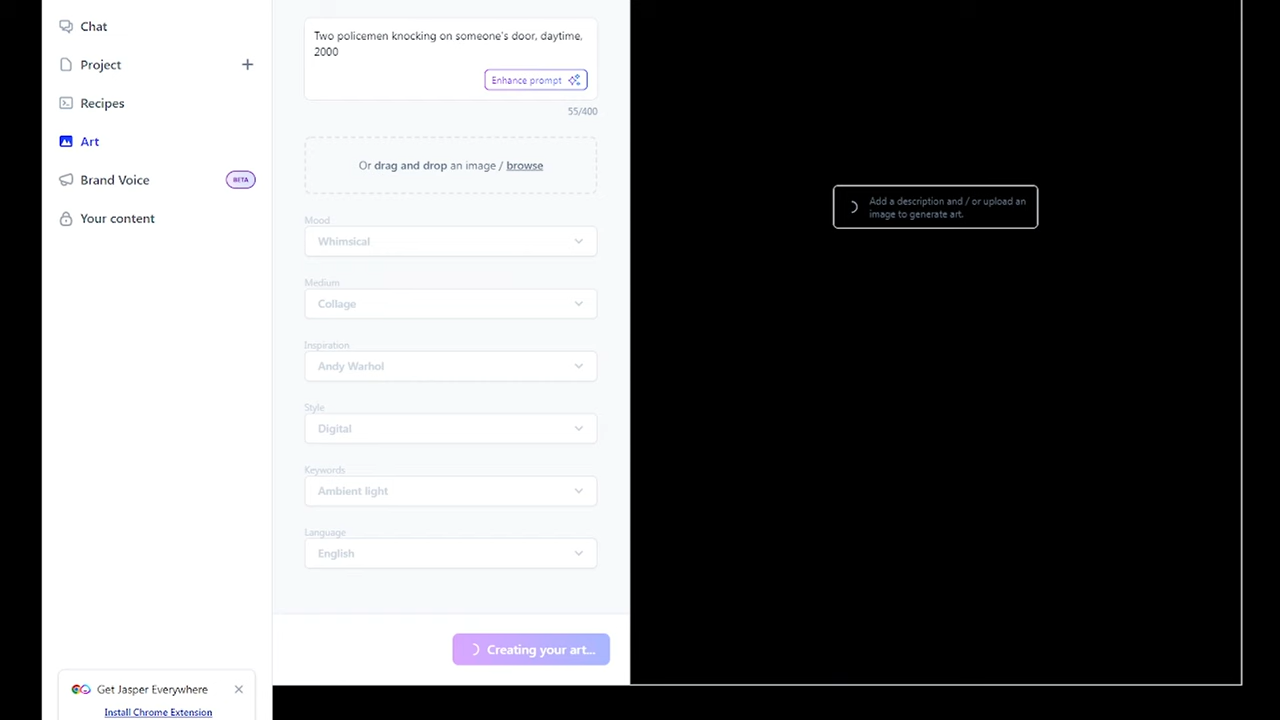 Chat
Project
Recipes
Art
Brand Voice
BETA
Your content
Get Jasper Everywhere
Install Chrome Extension
Two policemen knocking on someone's door, daytime,
2000
Enhance prompt
55/400
Or drag and drop an image / browse
Mood
Whimsical
Medium
Collage
Inspiration
Andy Warhol
Style
Digital
Keywords
Ambient light
Language
English
Creating your art...
Add a description and / or upload an
image to generate art.